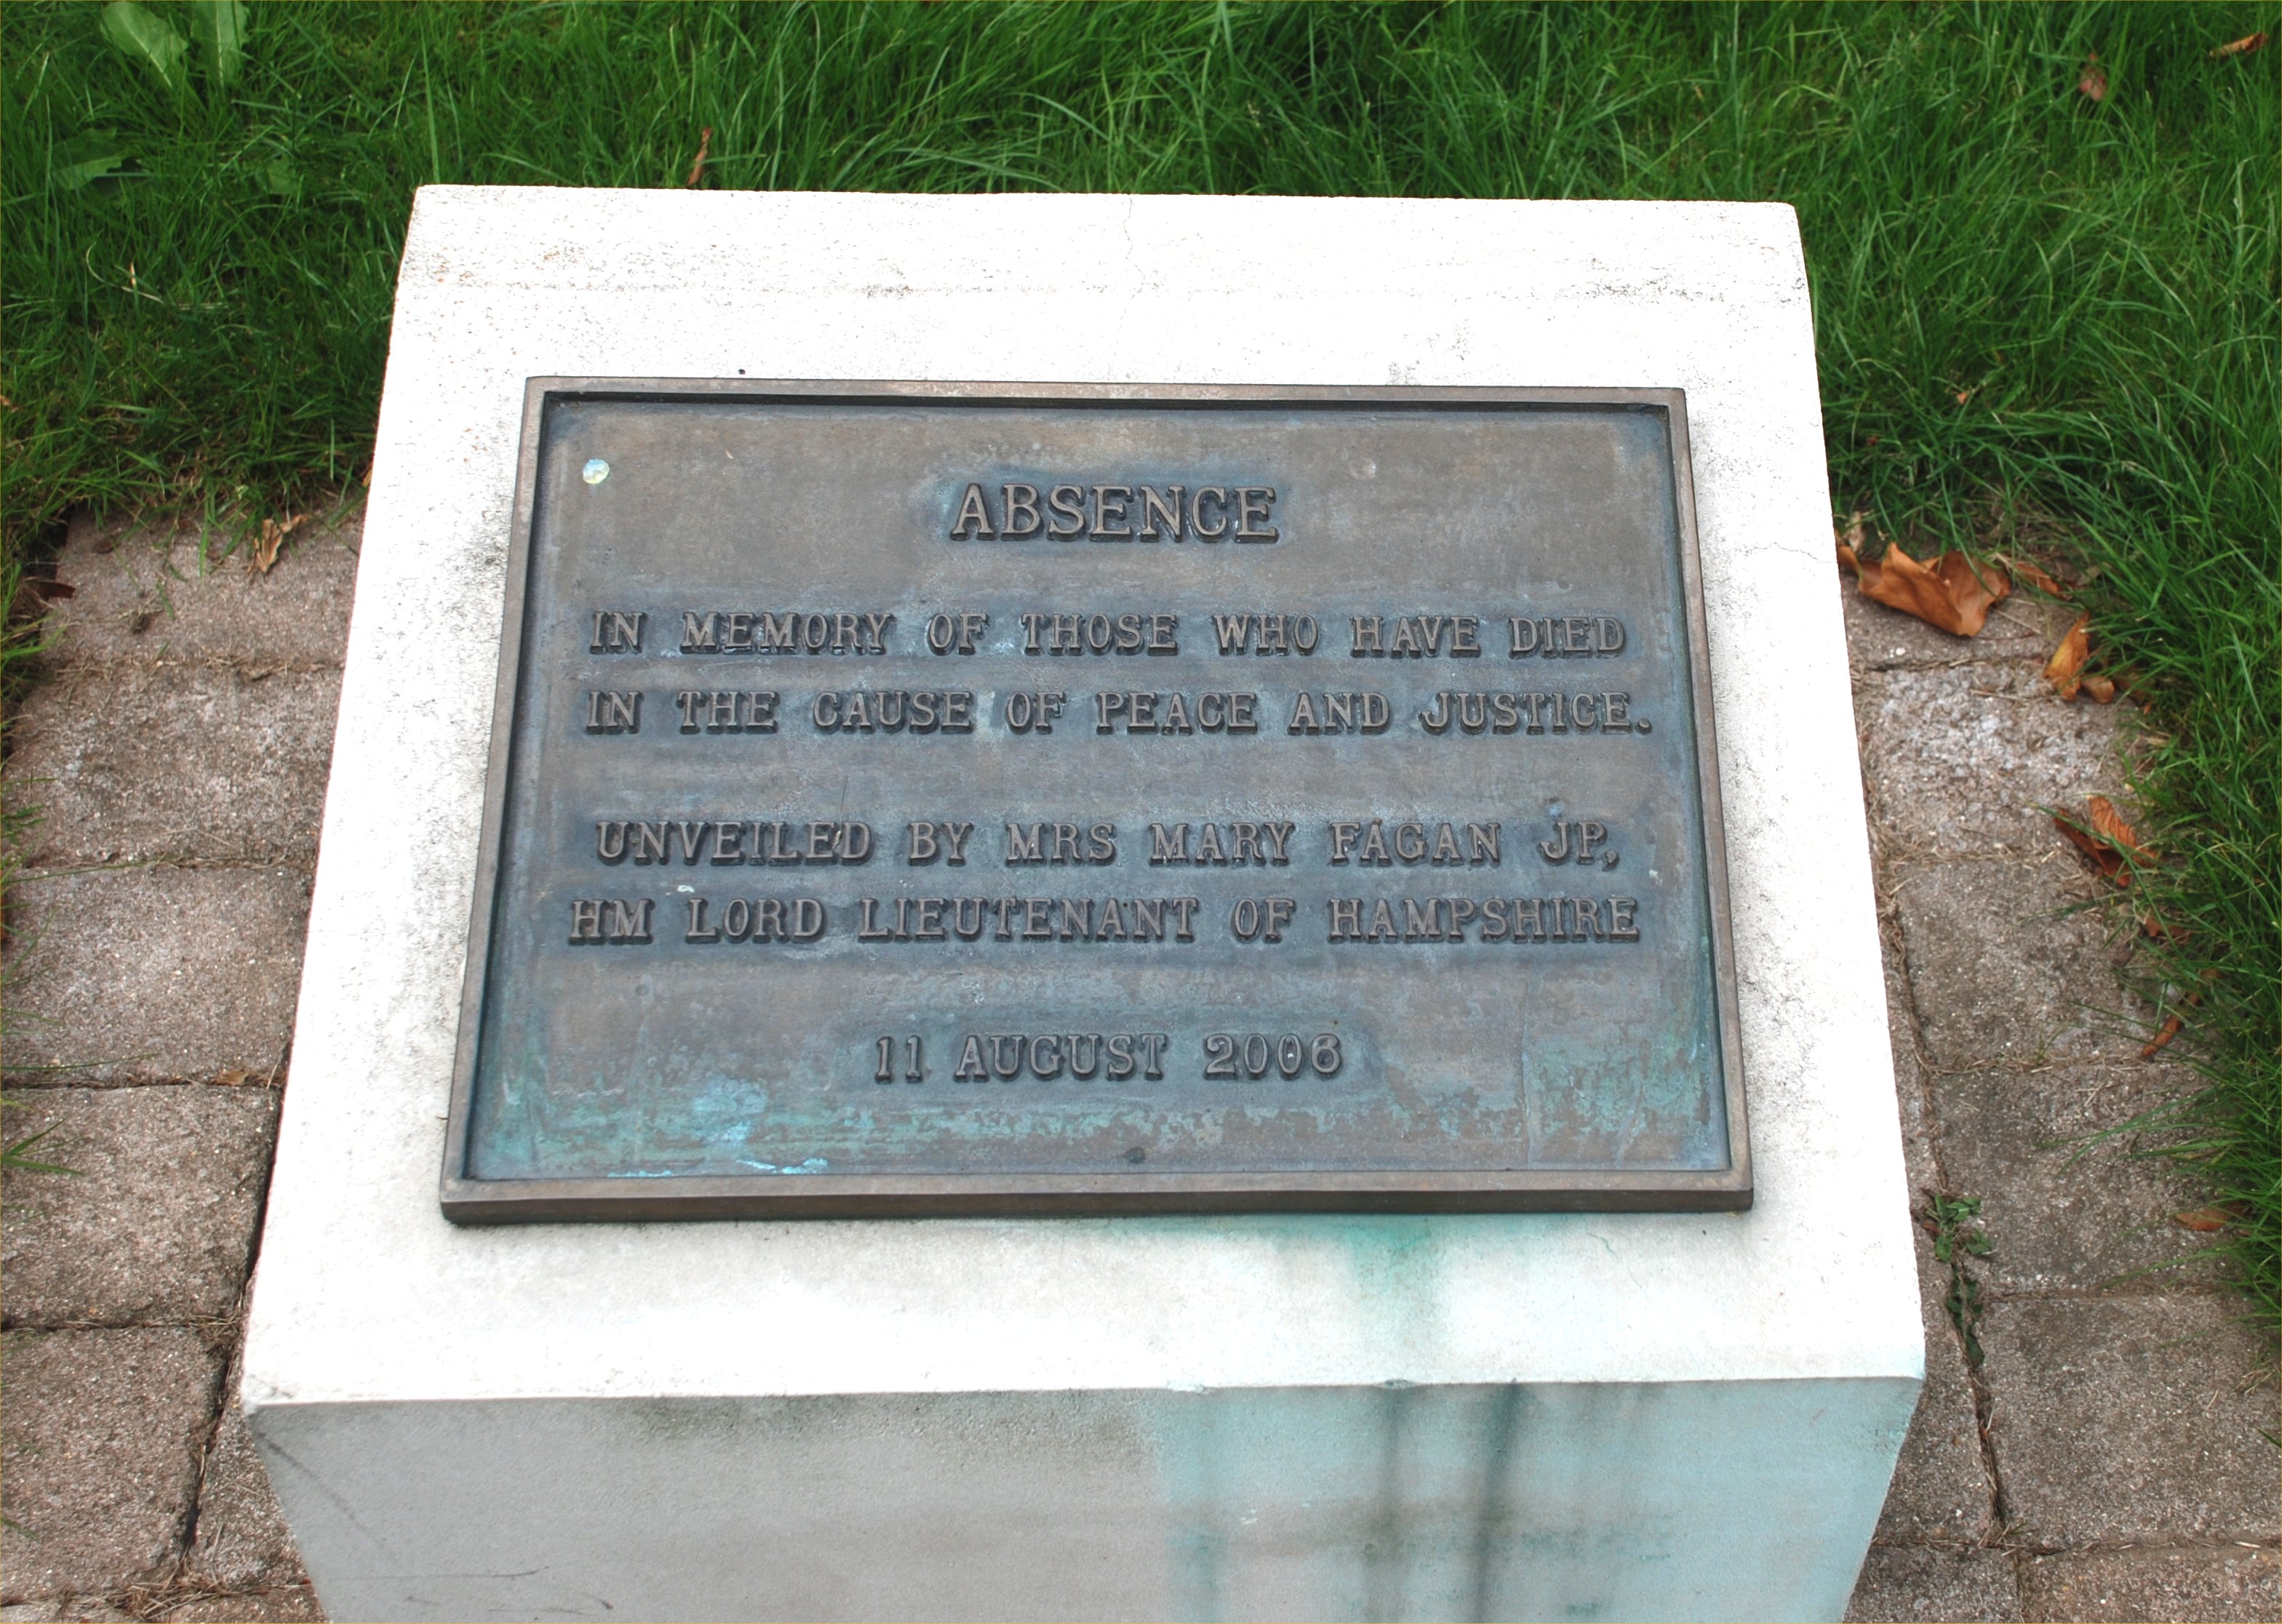 ABSENCE
IN MEMORY OF THOSE WHO HAVE DIED
IN THE CAUSE OF PEACE AND JUSTICE.
UNVEILED BY MRS MARY FAGAN JP,
HM LORD LIEUTENANT OF HAMPSHIRE
11 AUGUST 2006